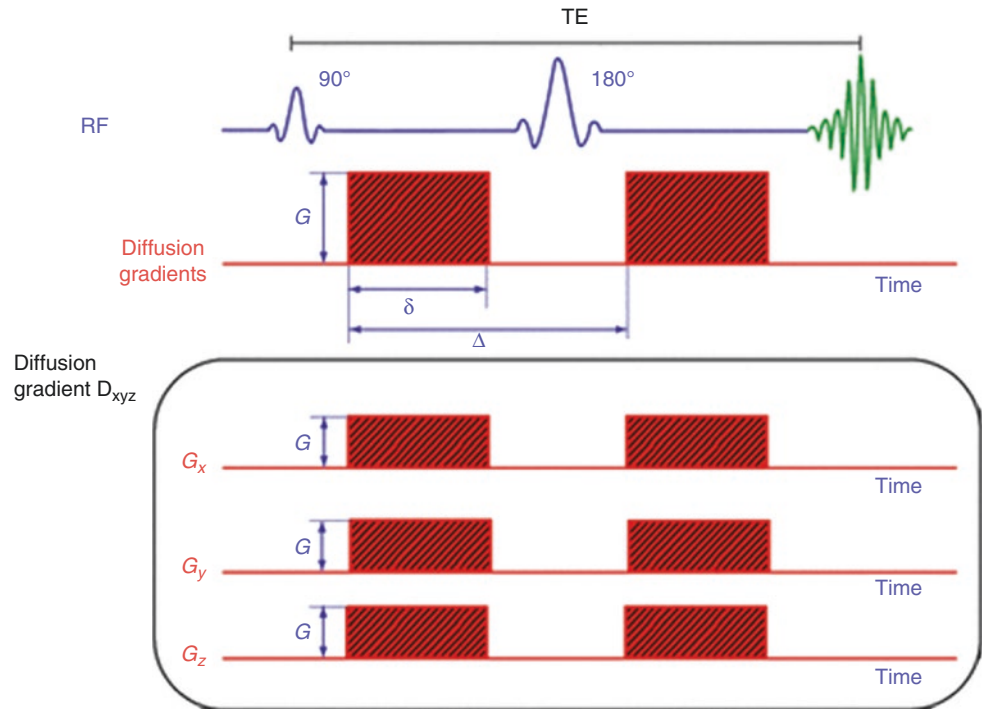 TE
90°
180°
RF
G
Diffusion
gradients
Time
δ
Δ
Diffusion
gradient Dxyz
G
Gx
Time
G
Gy
Time
G
Gz
Time